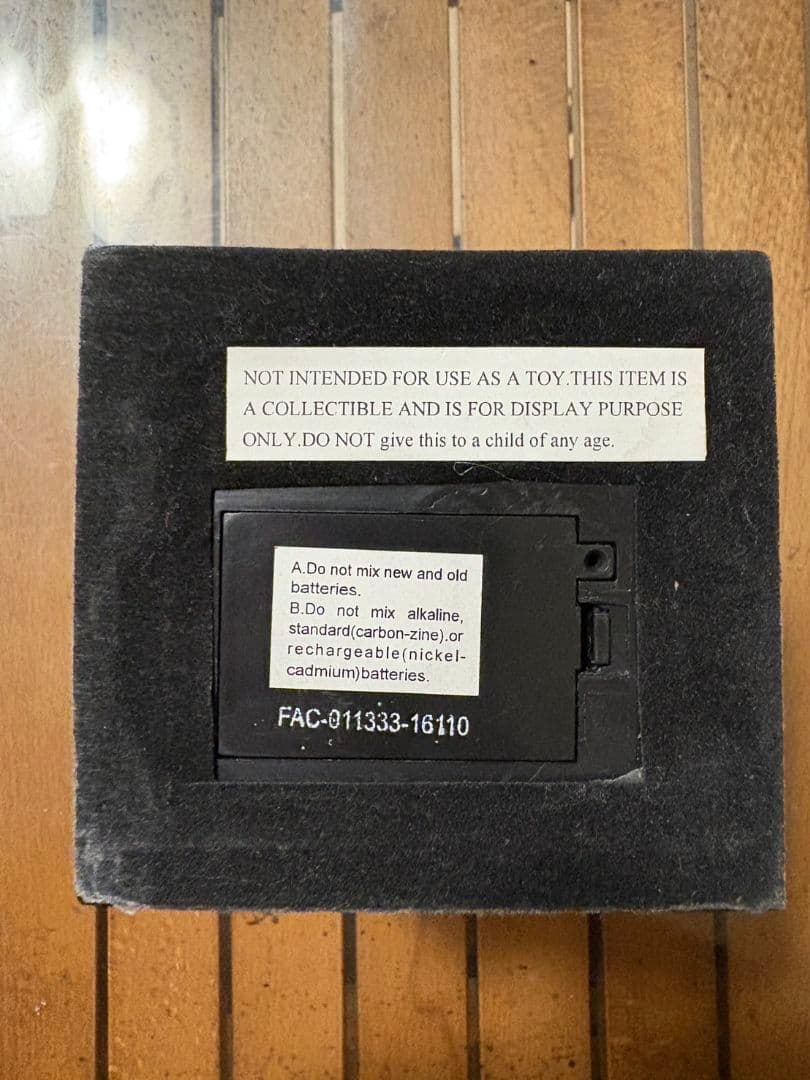 NOT INTENDED FOR USE AS A TOY.THIS ITEM IS
A COLLECTIBLE AND IS FOR DISPLAY PURPOSE
ONLY.DO NOT give this to a child of any age.
A.Do not mix new and old
batteries.
B.Do not mix alkaline,
standard(carbon-zine).or
rechargeable(nickel-
cadmium)batteries.
FAC-011333-16110